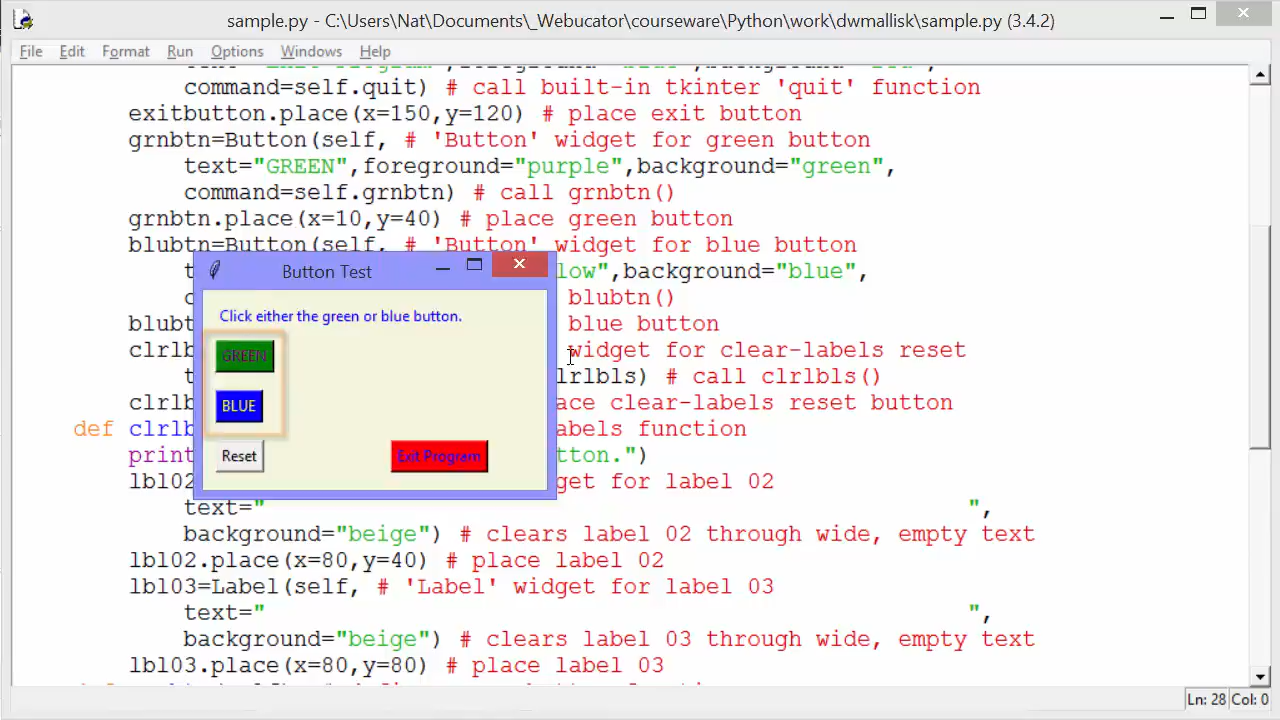 sample.py - C:\Users\Nat\Documents\_Webucator\courseware\Python\work\dwmallisk\sample.py (3.4.2)
File Edit Format Run Options Windows Help
command=self.quit) # call built-in tkinter 'quit' function
exitbutton.place(x=150,y=120) # place exit button
grnbtn=Button(self, # 'Button' widget for green button
text="GREEN",foreground="purple",background="green",
command=self.grnbtn) # call grnbtn()
grnbtn.place(x=10,y=40) # place green button
blubtn=Button(self, # 'Button' widget for blue button
low",background="blue",
blubtn()
blubt blue button
clrlb widget for clear-labels reset
lrlbls) # call clrlbls()
clrlb ace clear-labels reset button
def clrlb abels function
print tton.")
lbl02 get for label 02
text=" ",
background="beige") # clears label 02 through wide, empty text
lbl02.place(x=80,y=40) # place label 02
lbl03=Label(self, # 'Label' widget for label 03
text=" ",
background="beige") # clears label 03 through wide, empty text
lbl03.place(x=80,y=80) # place label 03
Button Test
Click either the green or blue button.
GREEN
BLUE
Reset Exit Program
Ln: 28 Col: 0